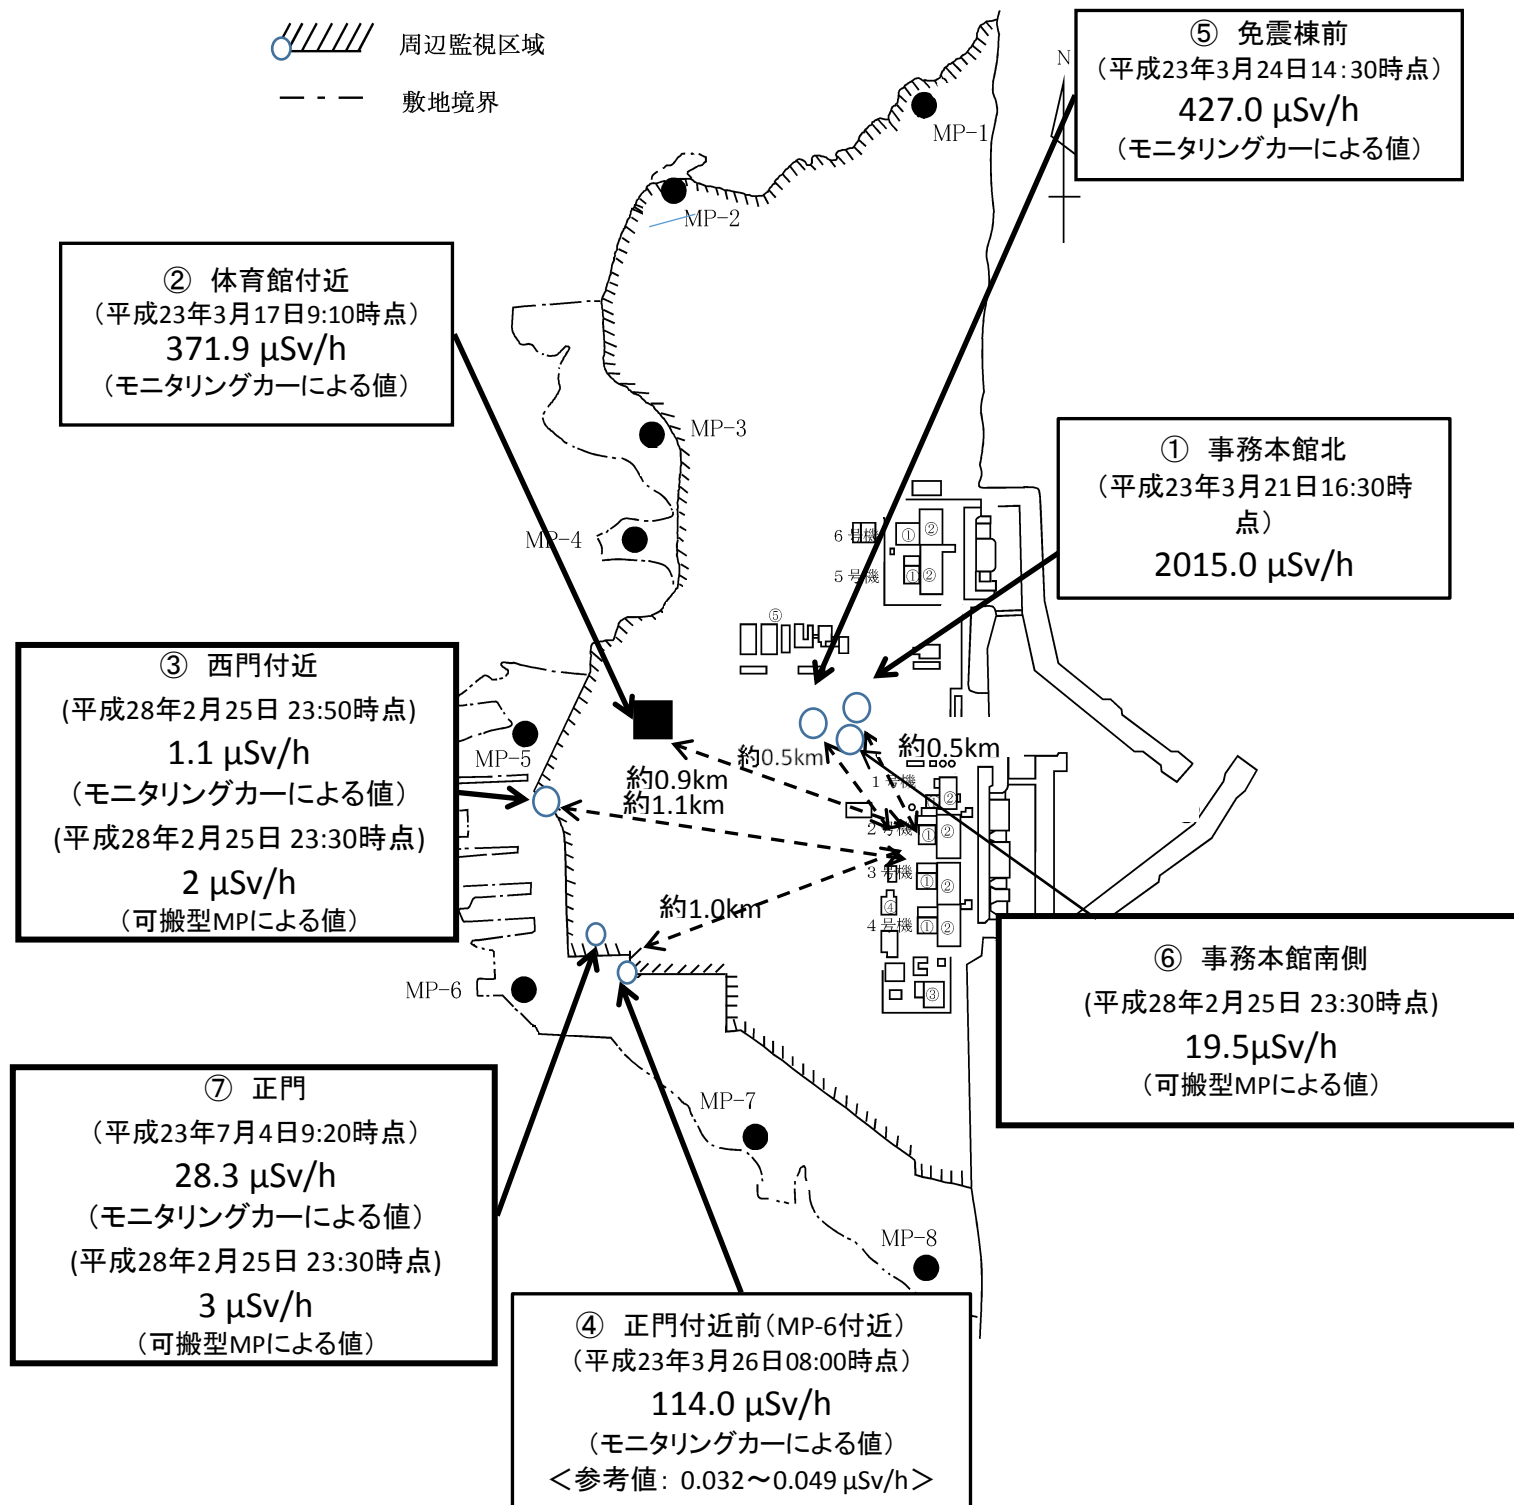 周辺監視区域
敷地境界
N
⑤ 免震棟前
（平成23年3月24日14:30時点）
427.0 μSv/h
（モニタリングカーによる値）
MP-1
MP-2
② 体育館付近
（平成23年3月17日9:10時点）
371.9 μSv/h
（モニタリングカーによる値）
MP-3
① 事務本館北
（平成23年3月21日16:30時
点）
2015.0 μSv/h
MP-4
6号機
①
②
5号機
①
②
⑤
③ 西門付近
(平成28年2月25日 23:50時点)
1.1 μSv/h
（モニタリングカーによる値）
(平成28年2月25日 23:30時点)
2 μSv/h
（可搬型MPによる値）
MP-5
約0.5km
約0.5km
約0.9km
約1.1km
約1.0km
1号機
①
②
2号機
①
②
3号機
①
②
④
4号機
①
②
③
⑥ 事務本館南側
(平成28年2月25日 23:30時点)
19.5μSv/h
（可搬型MPによる値）
MP-6
⑦ 正門
（平成23年7月4日9:20時点）
28.3 μSv/h
（モニタリングカーによる値）
(平成28年2月25日 23:30時点)
3 μSv/h
（可搬型MPによる値）
MP-7
MP-8
④ 正門付近前（MP-6付近）
（平成23年3月26日08:00時点）
114.0 μSv/h
（モニタリングカーによる値）
＜参考値： 0.032～0.049 μSv/h＞